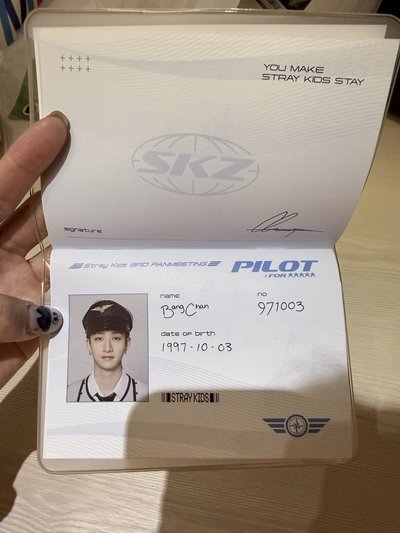 YOU MAKE
STRAY KIDS STAY
SKZ
signature
Stray Kids 3RD FANMEETING
PILOT
: FOR ★★★★★
name
no
Bang Chan
971003
date of birth
1997.10.03
STRAY KIDS